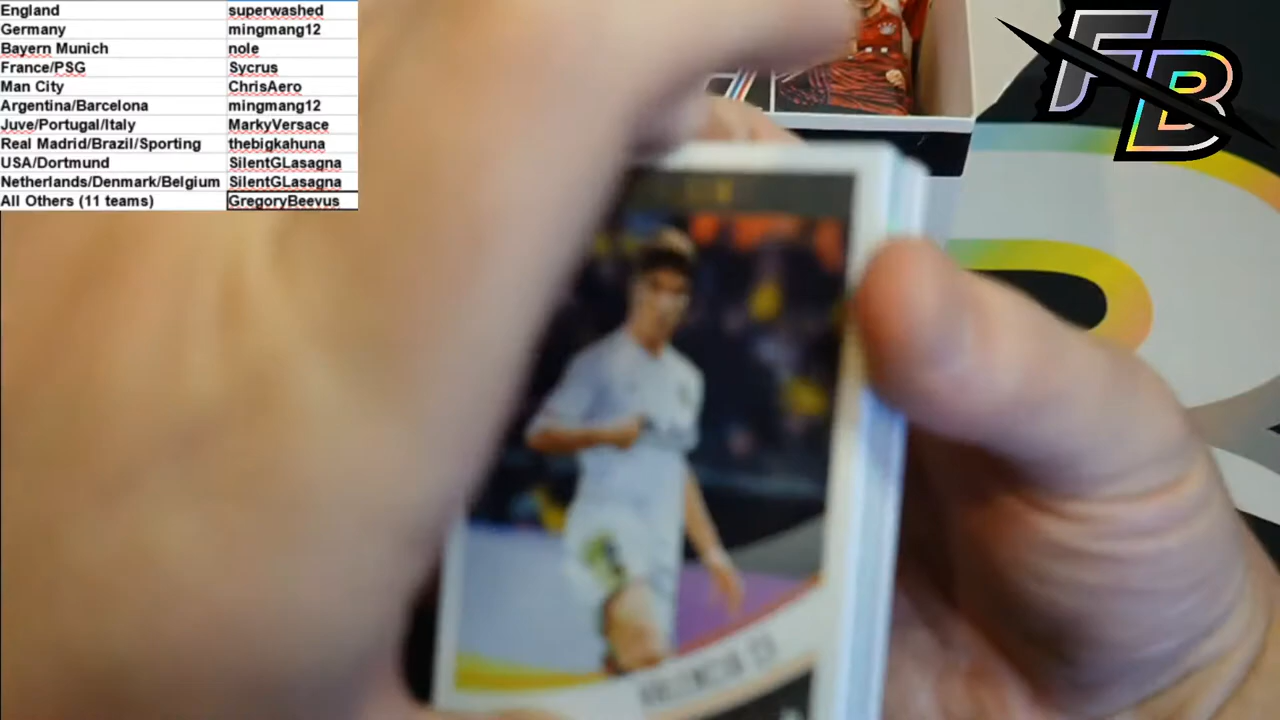 England superwashed
Germany mingmang12
Bayern Munich nole
France/PSG Sycrus
Man City ChrisAero
Argentina/Barcelona mingmang12
Juve/Portugal/Italy MarkyVersace
Real Madrid/Brazil/Sporting thebigkahuna
USA/Dortmund SilentGLasagna
Netherlands/Denmark/Belgium SilentGLasagna
All Others (11 teams) GregoryBeevus
FB
VALENCIA CF